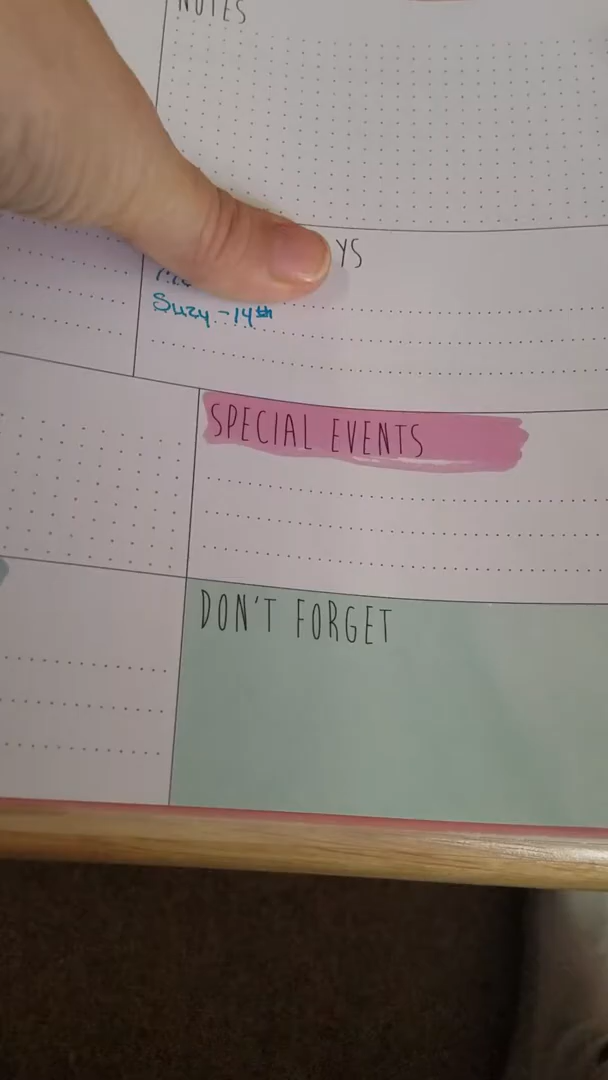 NOTES
YS
Suzy - 14th
SPECIAL EVENTS
DON'T FORGET